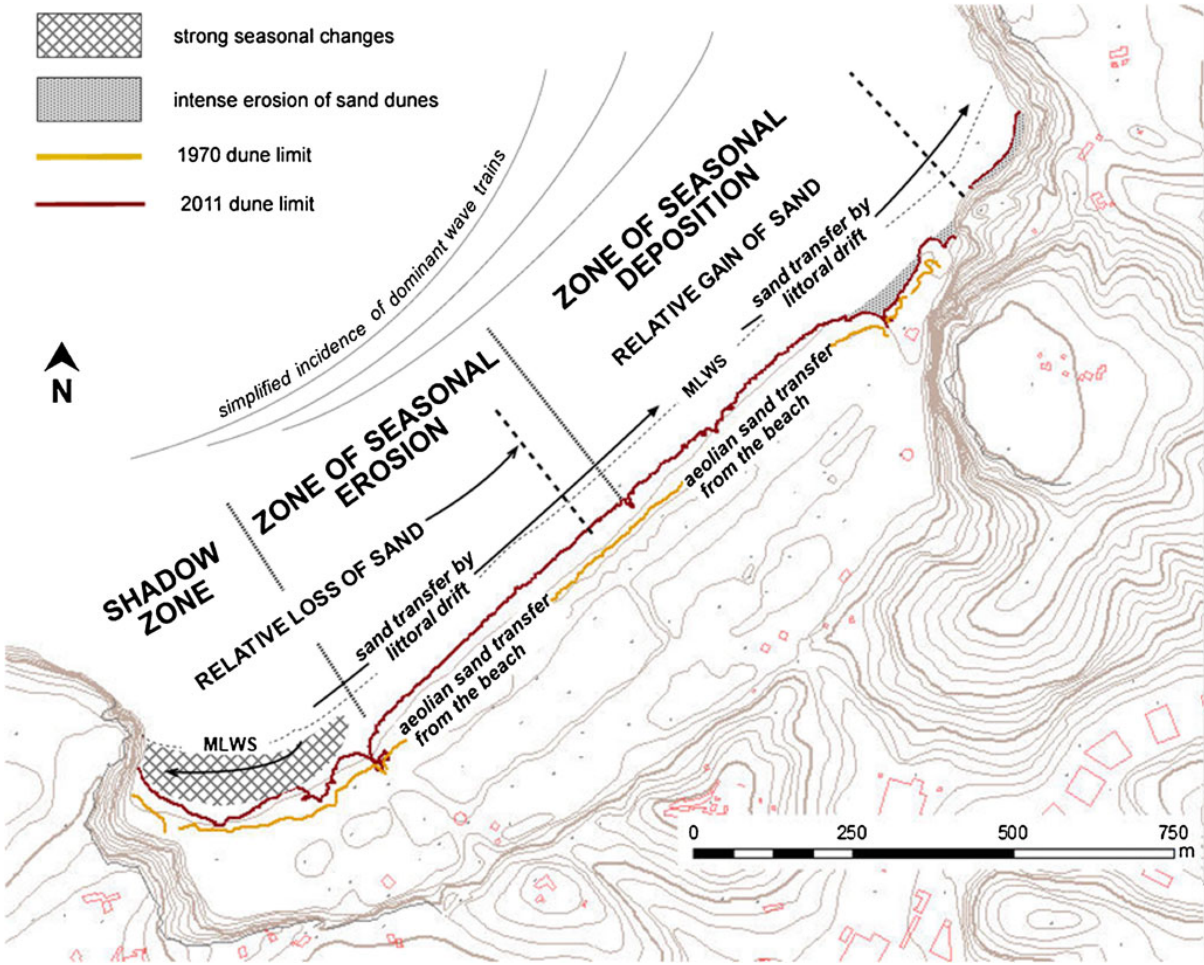 strong seasonal changes
intense erosion of sand dunes
1970 dune limit
2011 dune limit
N
simplified incidence of dominant wave trains
ZONE OF SEASONAL
DEPOSITION
RELATIVE GAIN OF SAND
sand transfer by
littoral drift
MLWS
aeolian sand transfer
from the beach
ZONE OF SEASONAL
EROSION
SHADOW
ZONE
RELATIVE LOSS OF SAND
sand transfer by
littoral drift
aeolian sand transfer
from the beach
MLWS
0 250 500 750
m